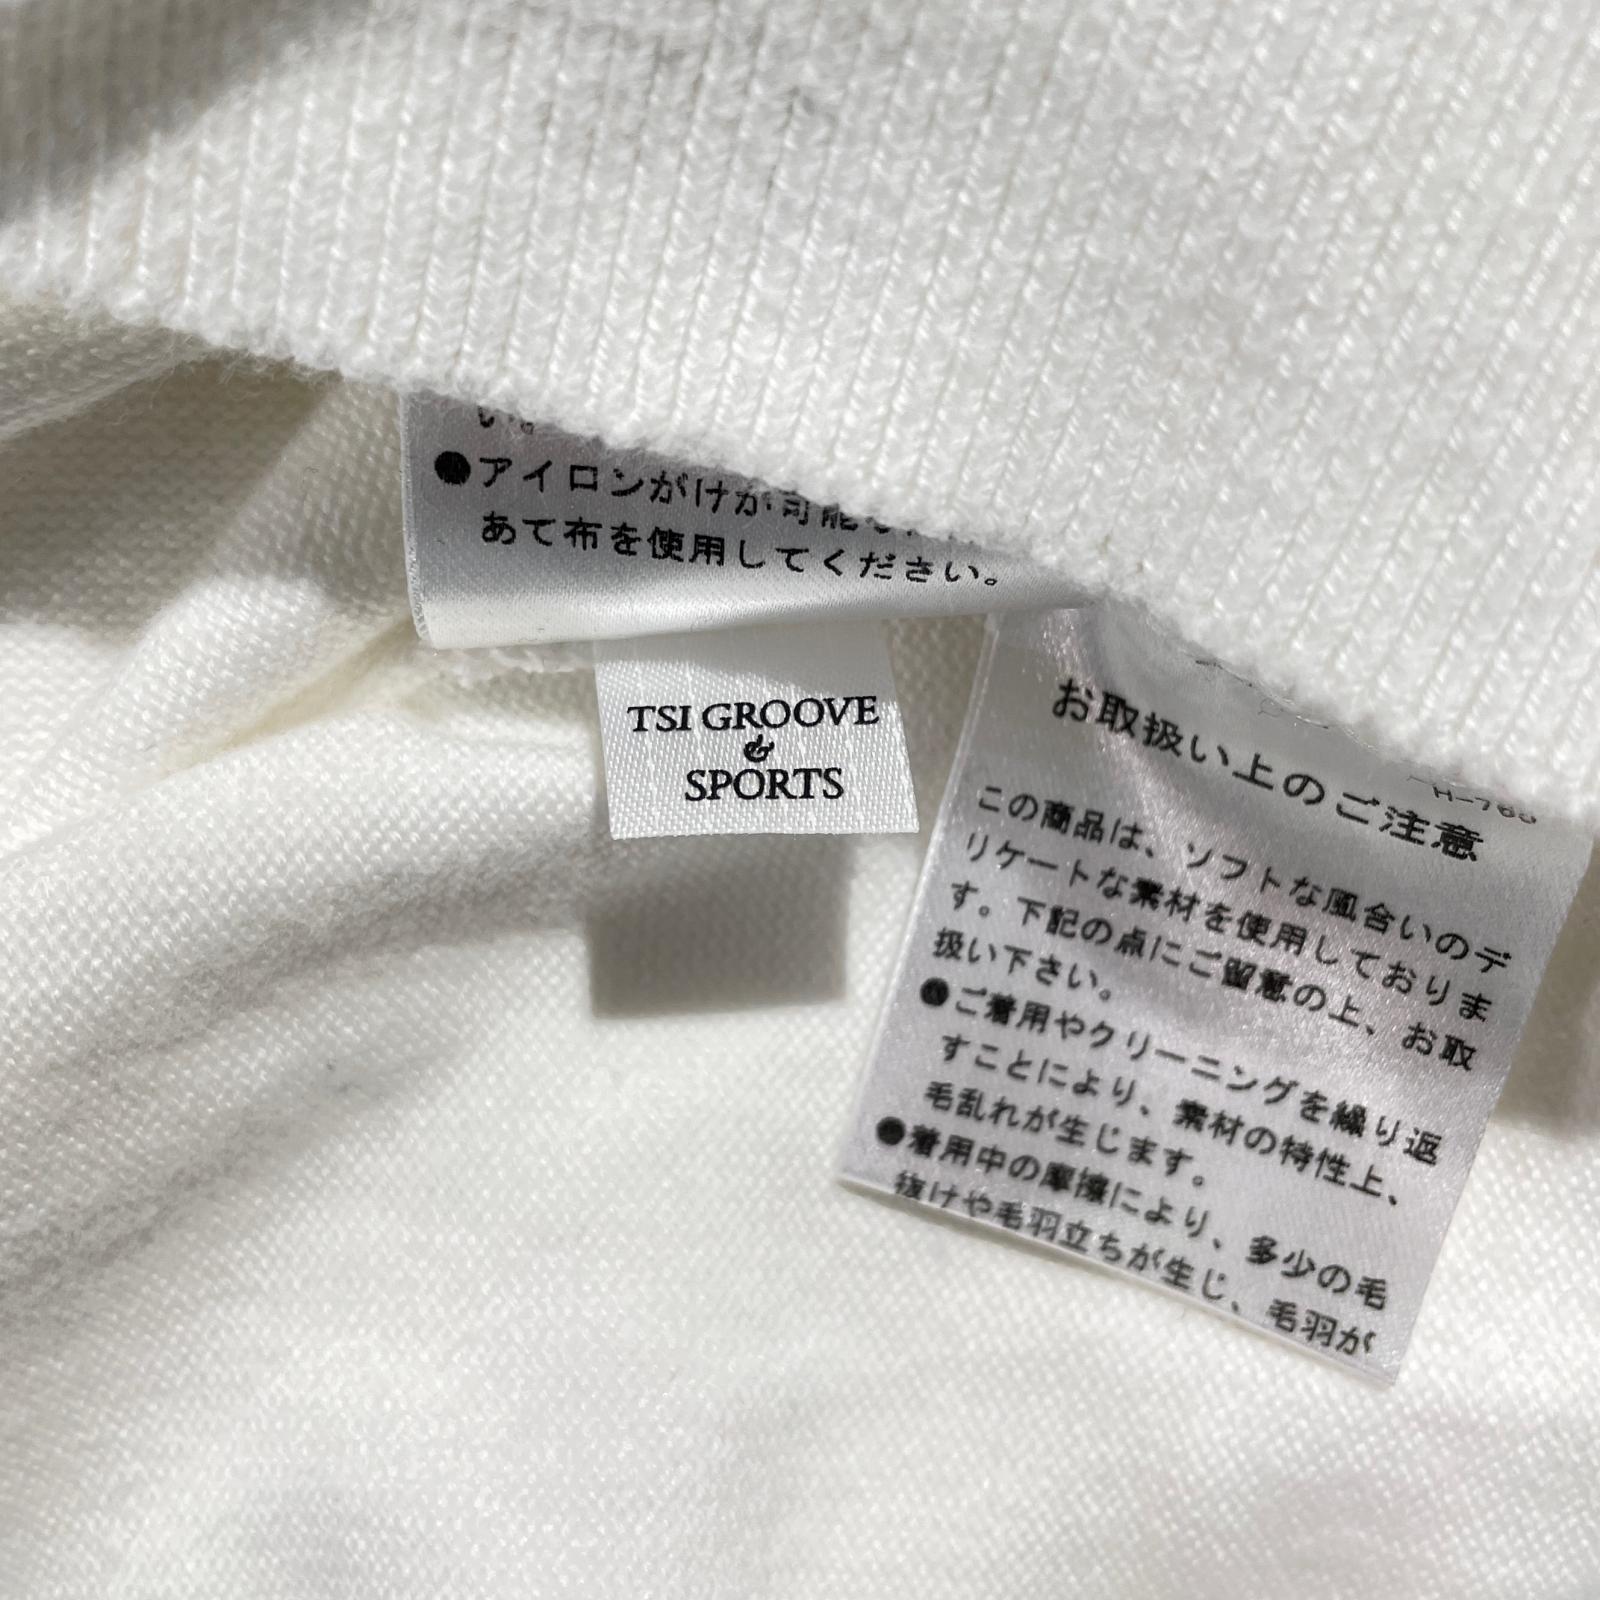 ●アイロンがけが可能
あて布を使用してください。
TSI GROOVE
&
SPORTS
お取扱い上のご注意
この商品は、ソフトな風合いのデ
リケートな素材を使用しておりま
す。下記の点にご留意の上、お取
扱い下さい。
●ご着用やクリーニングを繰り返
すことにより、素材の特性上、
毛乱れが生じます。
●着用中の摩擦により、多少の毛
抜けや毛羽立ちが生じ、毛羽が